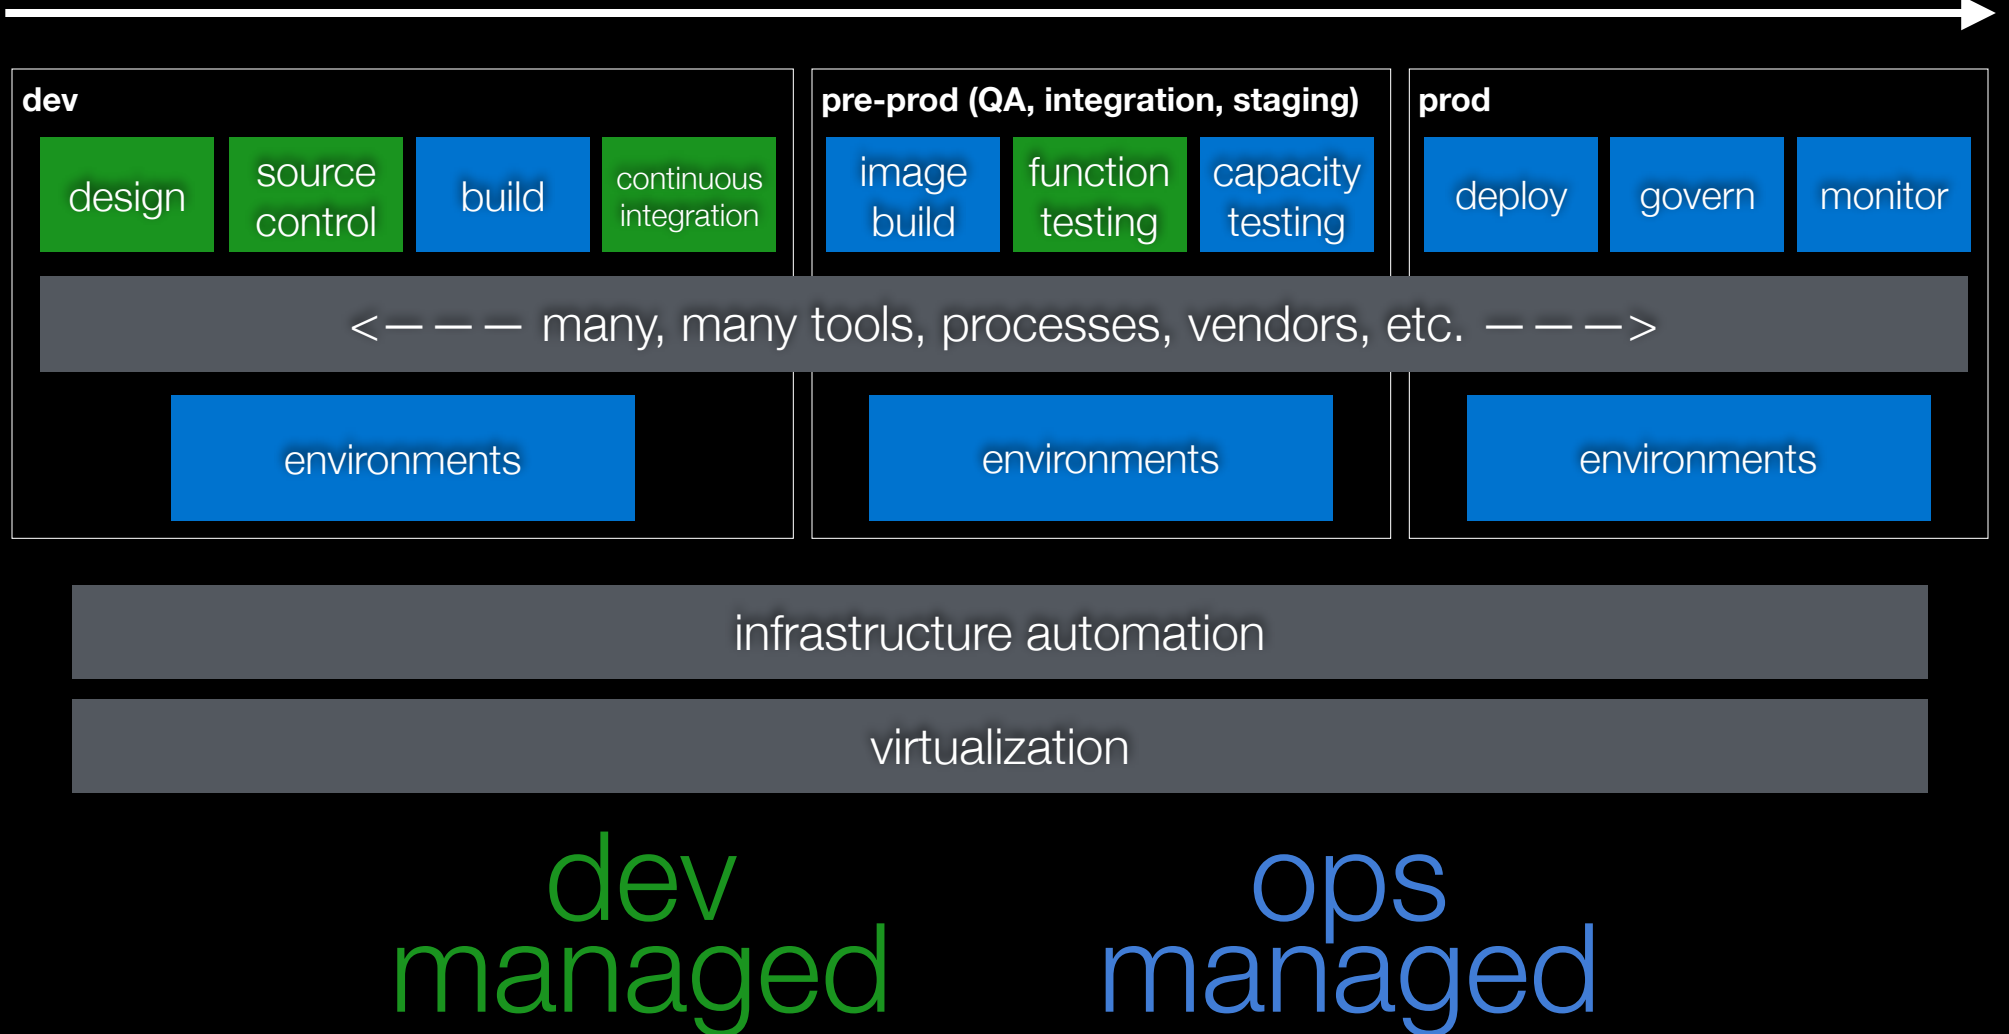 dev
design
source
control
build
continuous
integration
pre-prod (QA, integration, staging)
image
build
function
testing
capacity
testing
prod
deploy
govern
monitor
<——— many, many tools, processes, vendors, etc. ———>
environments
environments
environments
infrastructure automation
virtualization
dev
managed
ops
managed